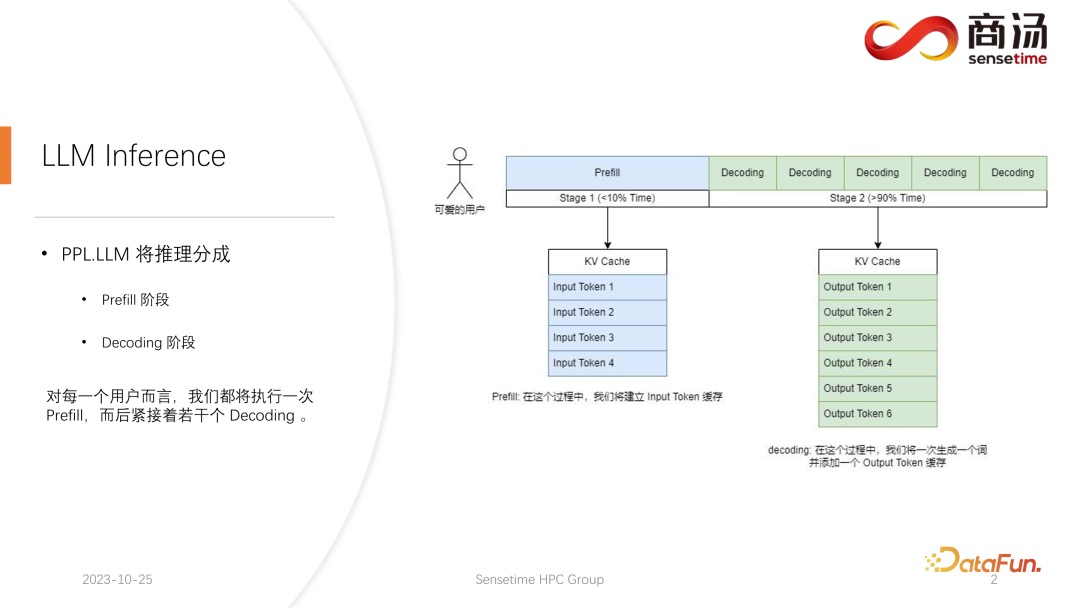 商汤
sensetime
LLM Inference
• PPL.LLM 将推理分成
• Prefill 阶段
• Decoding 阶段
对每一个用户而言，我们都将执行一次
Prefill，而后紧接着若干个 Decoding 。
可爱的用户
Prefill
Decoding
Decoding
Decoding
Decoding
Decoding
Stage 1 (<10% Time)
Stage 2 (>90% Time)
KV Cache
Input Token 1
Input Token 2
Input Token 3
Input Token 4
Prefill: 在这个过程中，我们将建立 Input Token 缓存
KV Cache
Output Token 1
Output Token 2
Output Token 3
Output Token 4
Output Token 5
Output Token 6
decoding: 在这个过程中，我们将一次生成一个词
并添加一个 Output Token 缓存
2023-10-25
Sensetime HPC Group
DataFun.
2